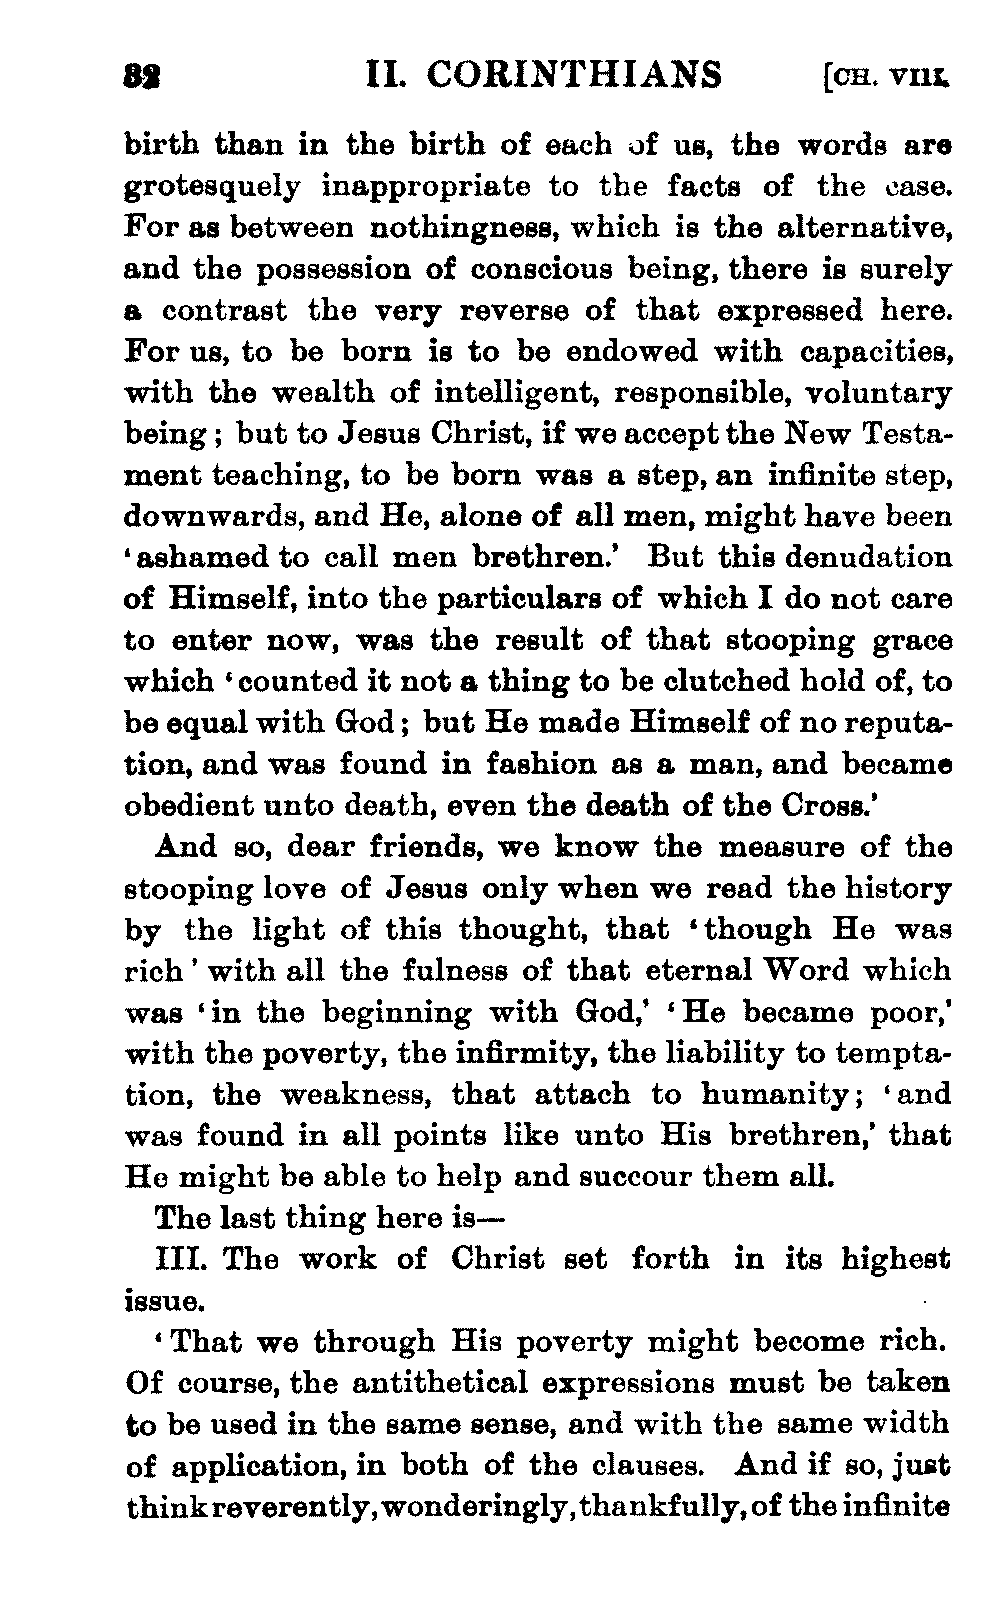 32 II. CORINTHIANS [CH. VIII.
birth than in the birth of each of us, the words are
grotesquely inappropriate to the facts of the case.
For as between nothingness, which is the alternative,
and the possession of conscious being, there is surely
a contrast the very reverse of that expressed here.
For us, to be born is to be endowed with capacities,
with the wealth of intelligent, responsible, voluntary
being; but to Jesus Christ, if we accept the New Testa-
ment teaching, to be born was a step, an infinite step,
downwards, and He, alone of all men, might have been
‘ashamed to call men brethren.’ But this denudation
of Himself, into the particulars of which I do not care
to enter now, was the result of that stooping grace
which ‘counted it not a thing to be clutched hold of, to
be equal with God; but He made Himself of no reputa-
tion, and was found in fashion as a man, and became
obedient unto death, even the death of the Cross.’
And so, dear friends, we know the measure of the
stooping love of Jesus only when we read the history
by the light of this thought, that ‘though He was
rich’ with all the fulness of that eternal Word which
was ‘in the beginning with God,’ ‘He became poor,’
with the poverty, the infirmity, the liability to tempta-
tion, the weakness, that attach to humanity; ‘and
was found in all points like unto His brethren,’ that
He might be able to help and succour them all.
The last thing here is—
III. The work of Christ set forth in its highest
issue.
‘That we through His poverty might become rich.
Of course, the antithetical expressions must be taken
to be used in the same sense, and with the same width
of application, in both of the clauses. And if so, just
think reverently, wonderingly, thankfully, of the infinite